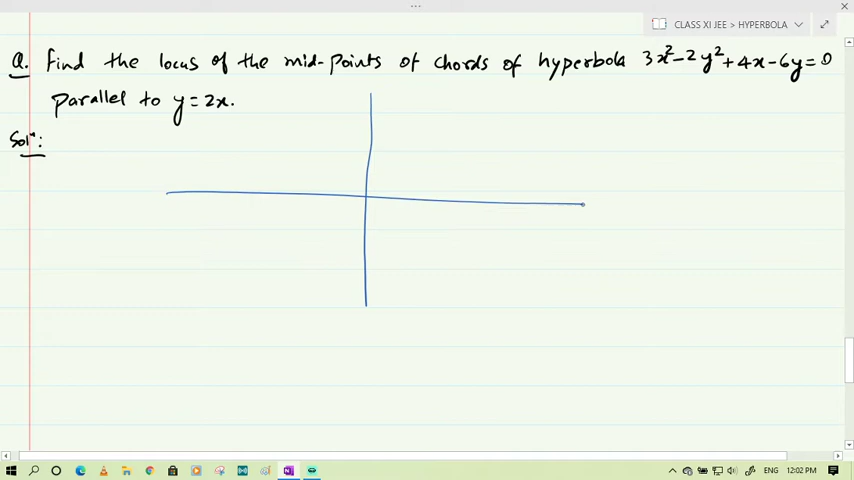 ...
CLASS XI JEE > HYPERBOLA
Q. Find the locus of the mid-points of chords of hyperbola 3x²-2y²+4x-6y=0
parallel to y=2x.
Solⁿ:
ENG 12:02 PM